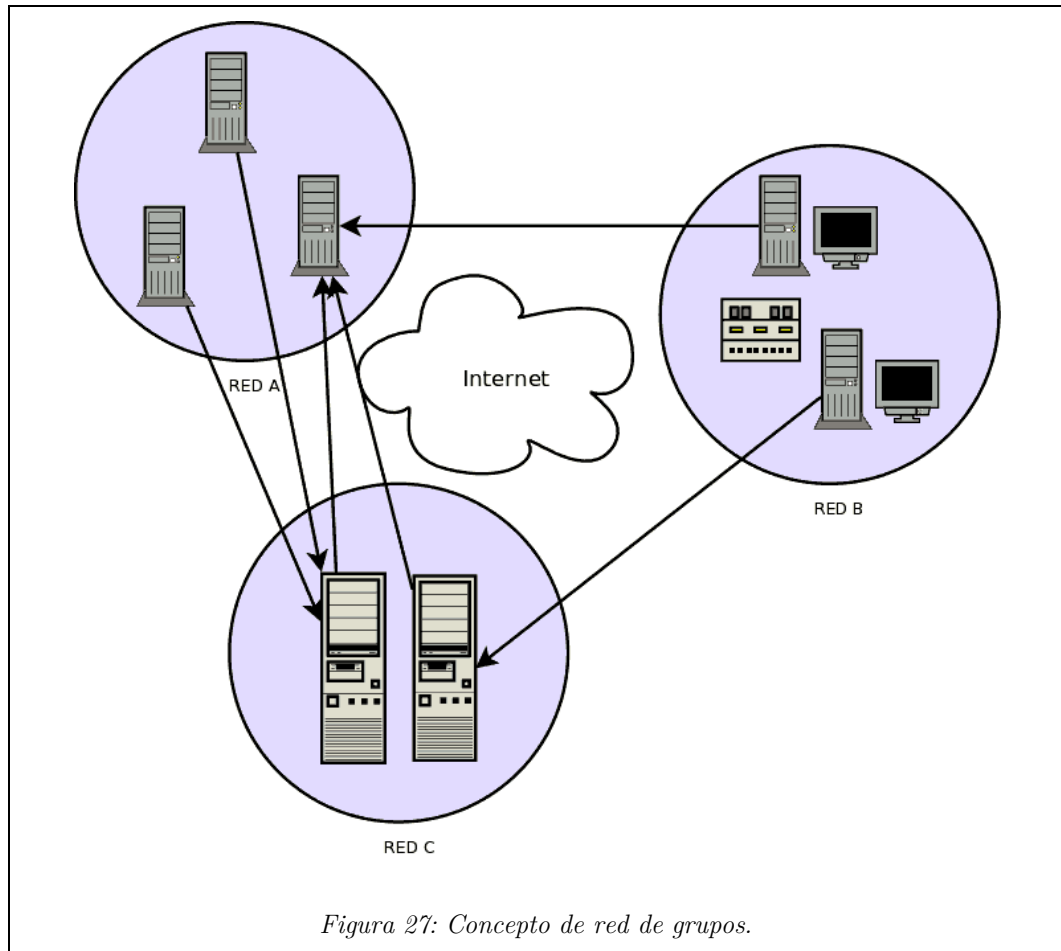 RED A
Internet
RED B
RED C
Figura 27: Concepto de red de grupos.